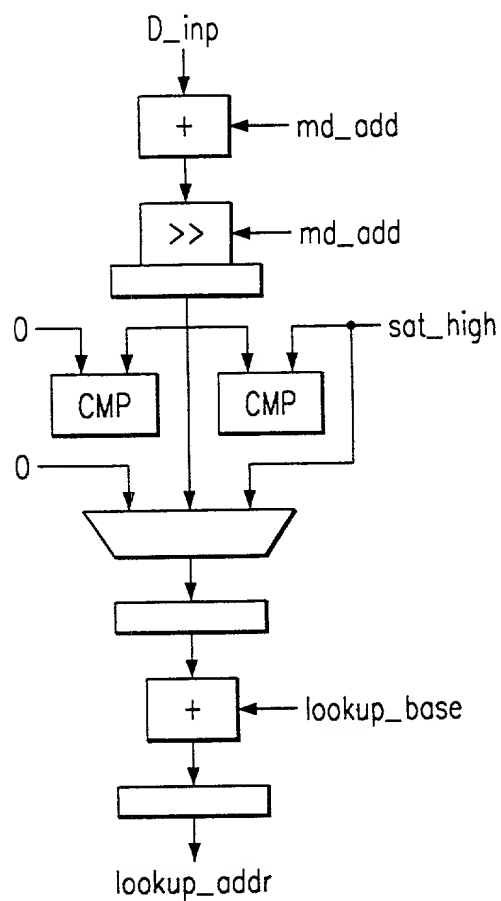 D_inp
+
md_add
>>
md_add
0
sat_high
CMP
CMP
0
+
lookup_base
lookup_addr